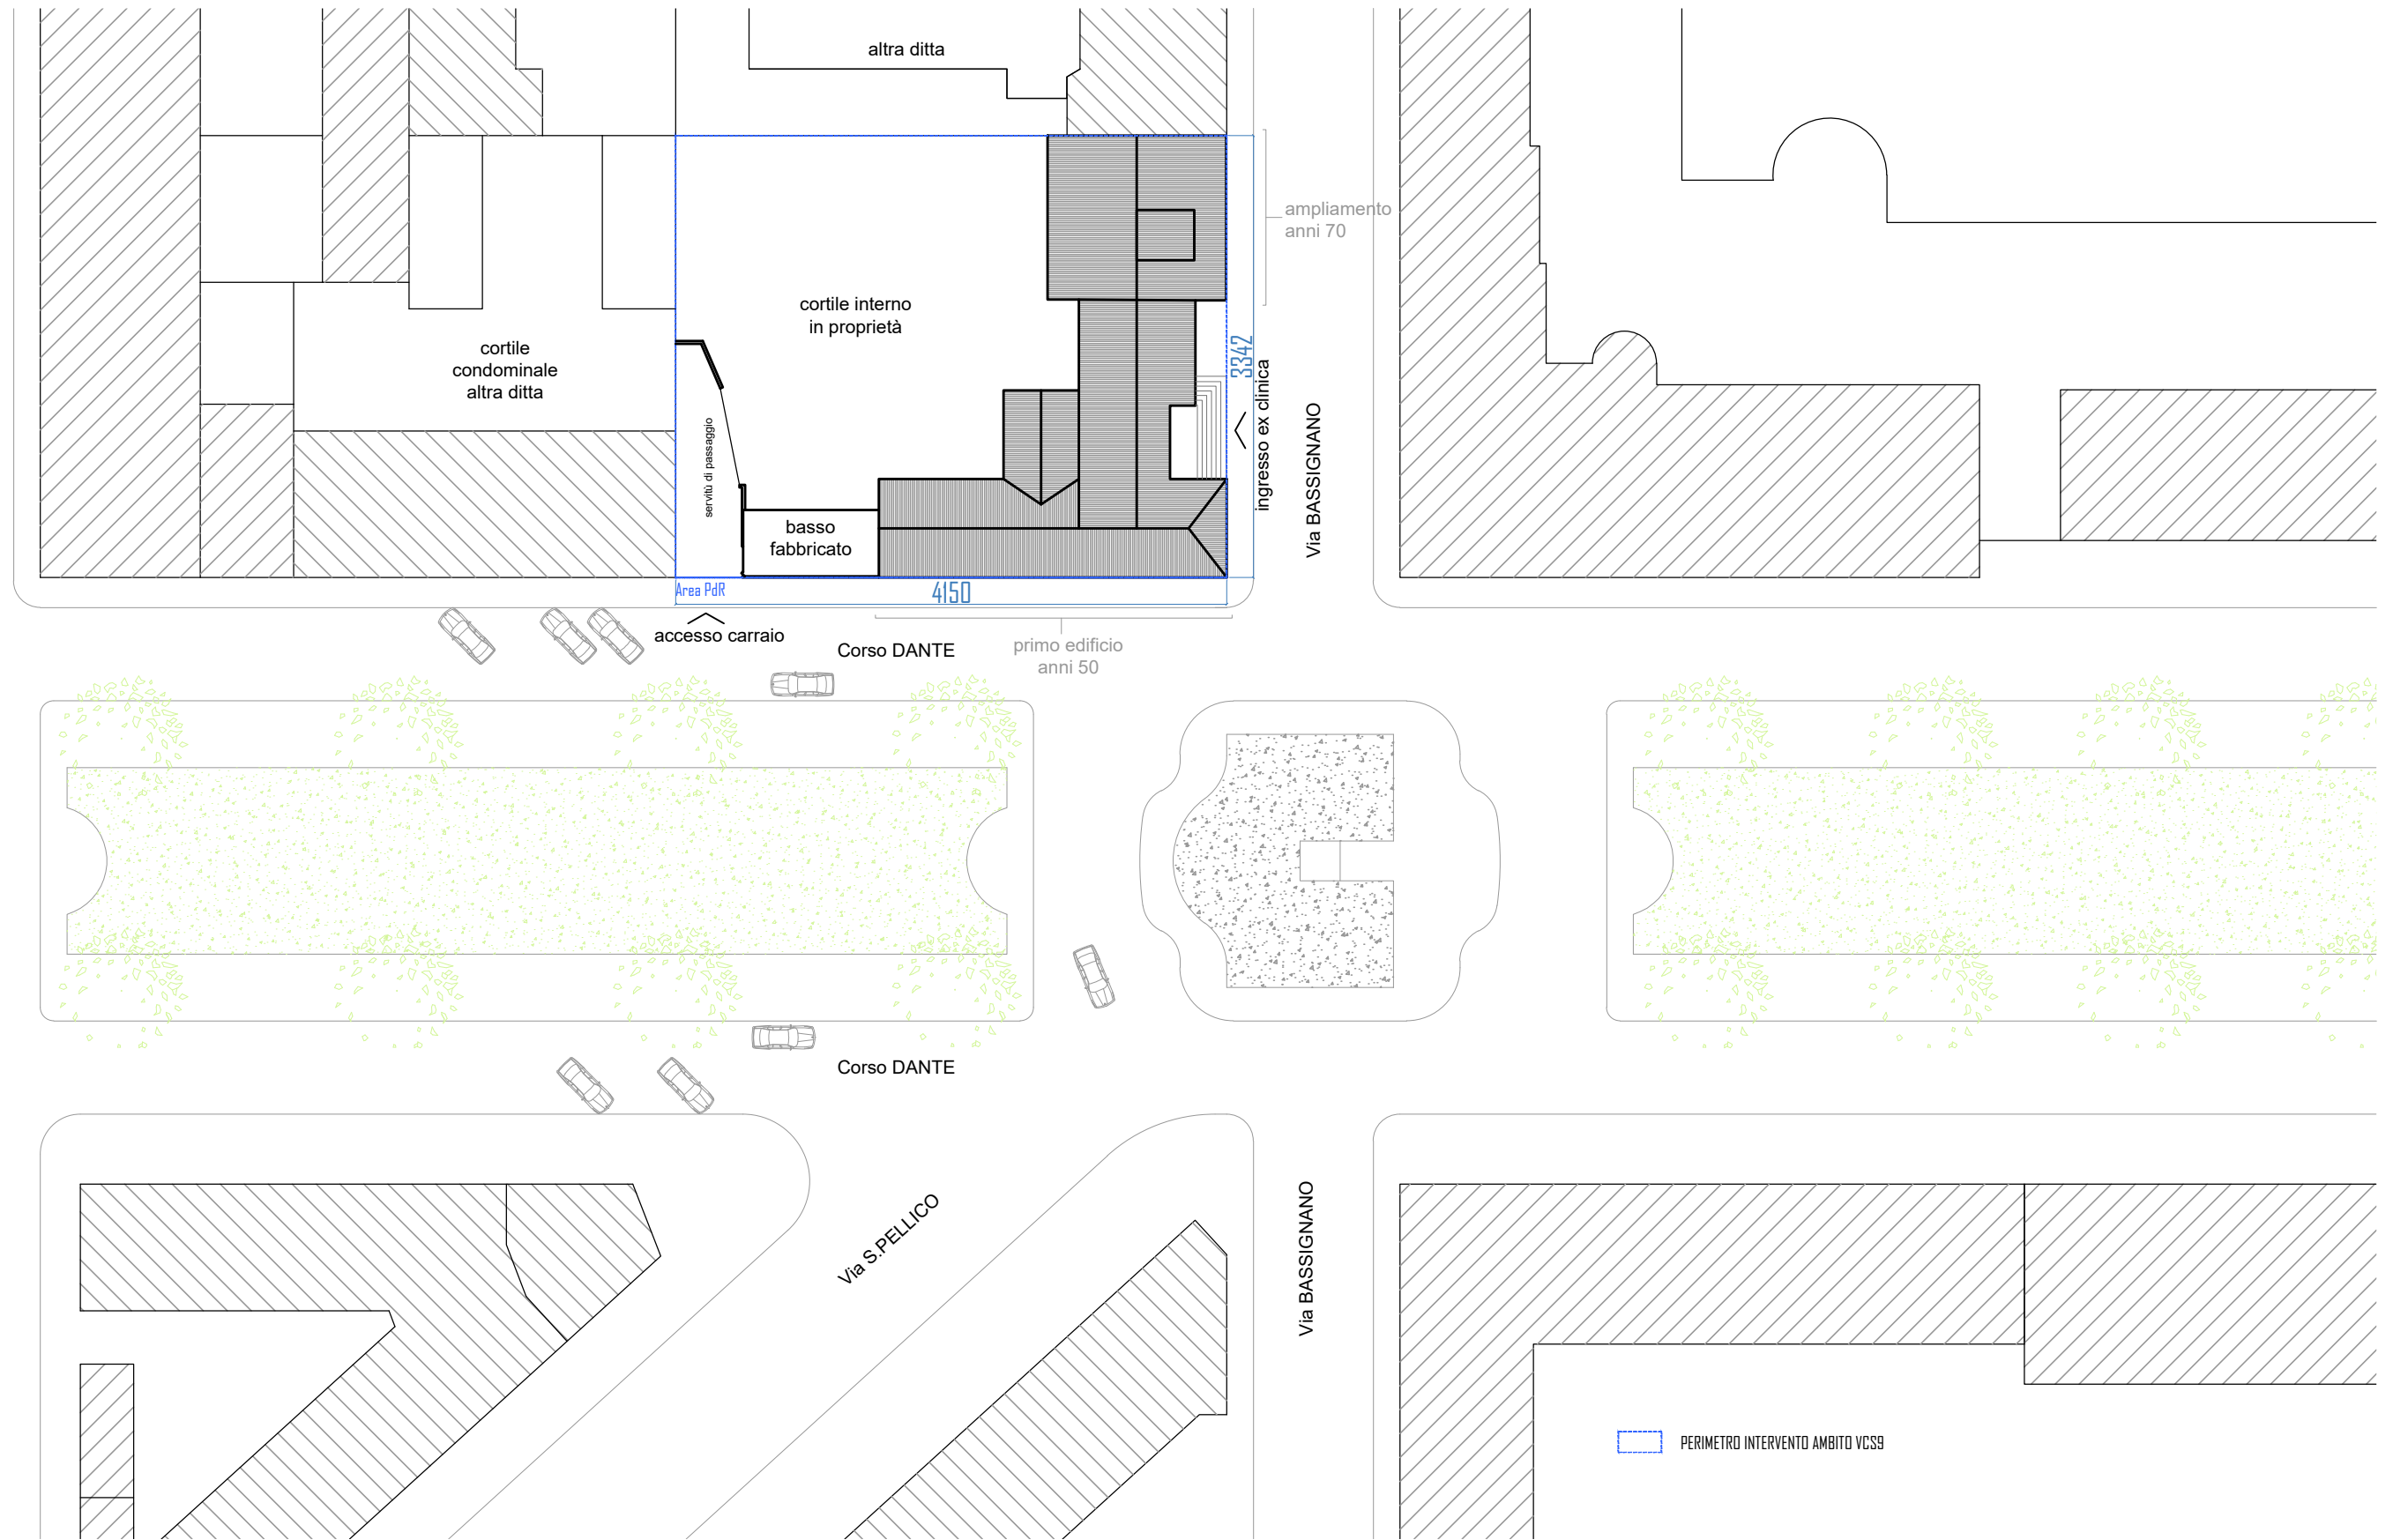 altra ditta
ampliamento
anni 70
cortile interno
in proprietà
cortile
condominale
altra ditta
3342
ingresso ex clinica
Via BASSIGNANO
servitù di passaggio
basso
fabbricato
Area PdR
4150
accesso carraio
Corso DANTE
primo edificio
anni 50
Corso DANTE
Via S.PELLICO
Via BASSIGNANO
PERIMETRO INTERVENTO AMBITO VCS9